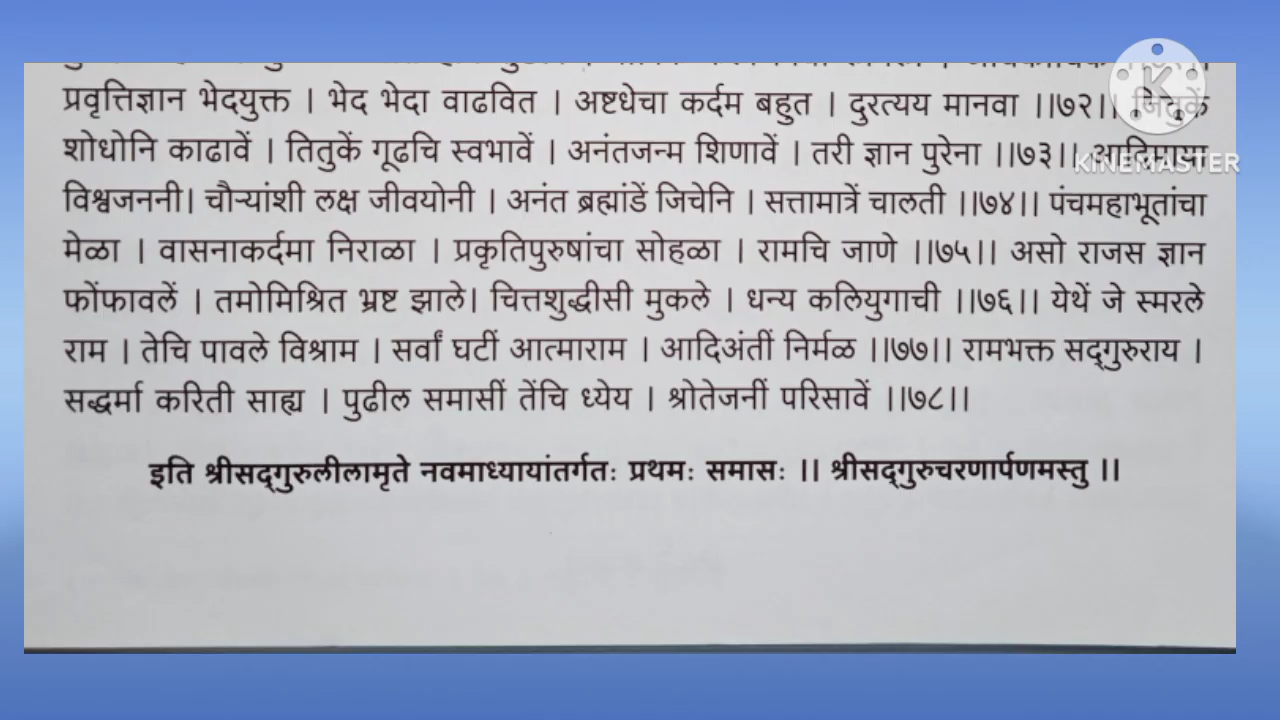 प्रवृत्तिज्ञान भेदयुक्त । भेद भेदा वाढवित । अष्टधेचा कर्दम बहुत । दुरत्यय मानवा ।।७२।। जितुकें
शोधोनि काढावें । तितुकें गूढचि स्वभावें । अनंतजन्म शिणावें । तरी ज्ञान पुरेना ।।७३।। आदिमाया
KINEMASTER
विश्वजननी। चौऱ्यांशी लक्ष जीवयोनी । अनंत ब्रह्मांडें जिचेनि । सत्तामात्रें चालती ।।७४।। पंचमहाभूतांचा
मेळा । वासनाकर्दमा निराळा । प्रकृतिपुरुषांचा सोहळा । रामचि जाणे ।।७५।। असो राजस ज्ञान
फोंफावलें । तमोमिश्रित भ्रष्ट झाले। चित्तशुद्धीसी मुकले । धन्य कलियुगाची ।।७६।। येथें जे स्मरले
राम । तेचि पावले विश्राम । सर्वां घटीं आत्माराम । आदिअंतीं निर्मळ ।।७७।। रामभक्त सद्‌गुरुराय ।
सद्धर्मा करिती साह्य । पुढील समासीं तेंचि ध्येय । श्रोतेजनीं परिसावें ।।७८।।
इति श्रीसद्‌गुरुलीलामृते नवमाध्यायांतर्गतः प्रथमः समासः ।। श्रीसद्‌गुरुचरणार्पणमस्तु ।।